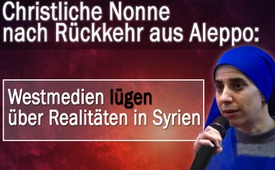 Christliche Nonne
nach Rückkehr aus Aleppo:
Westmedien lügen
über Realitäten in Syrien